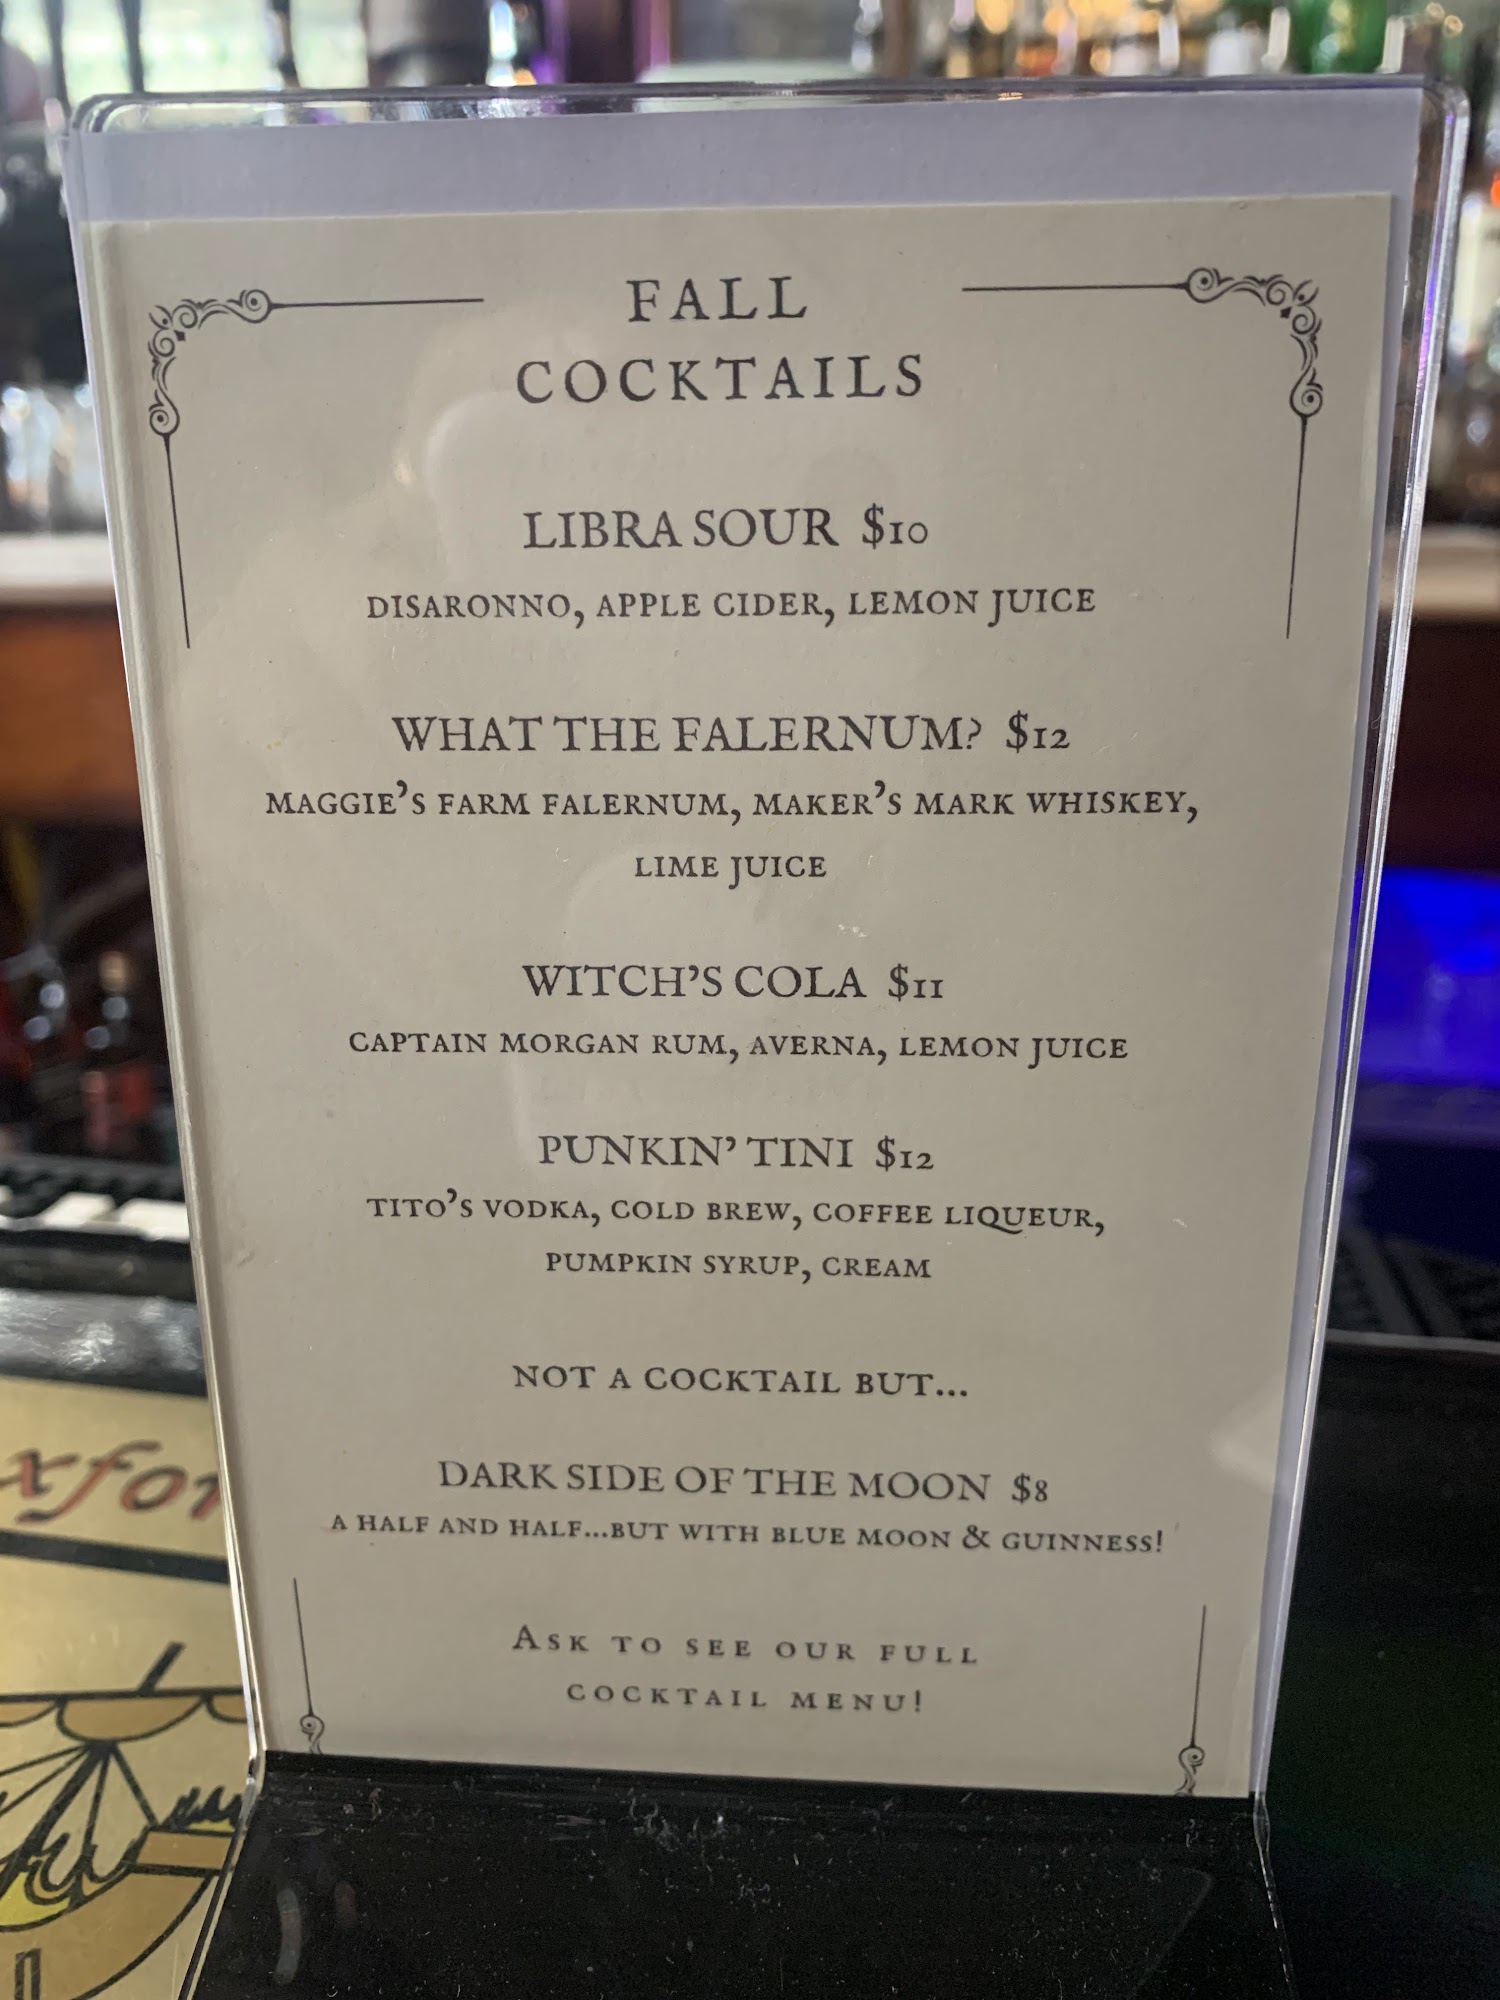 FALL
COCKTAILS
LIBRA SOUR $10
DISARONNO, APPLE CIDER, LEMON JUICE
WHAT THE FALERNUM? $12
MAGGIE'S FARM FALERNUM, MAKER'S MARK WHISKEY,
LIME JUICE
WITCH'S COLA $11
CAPTAIN MORGAN RUM, AVERNA, LEMON JUICE
PUNKIN' TINI $12
TITO'S VODKA, COLD BREW, COFFEE LIQUEUR,
PUMPKIN SYRUP, CREAM
NOT A COCKTAIL BUT...
DARK SIDE OF THE MOON $8
A HALF AND HALF...BUT WITH BLUE MOON & GUINNESS!
ASK TO SEE OUR FULL
COCKTAIL MENU!